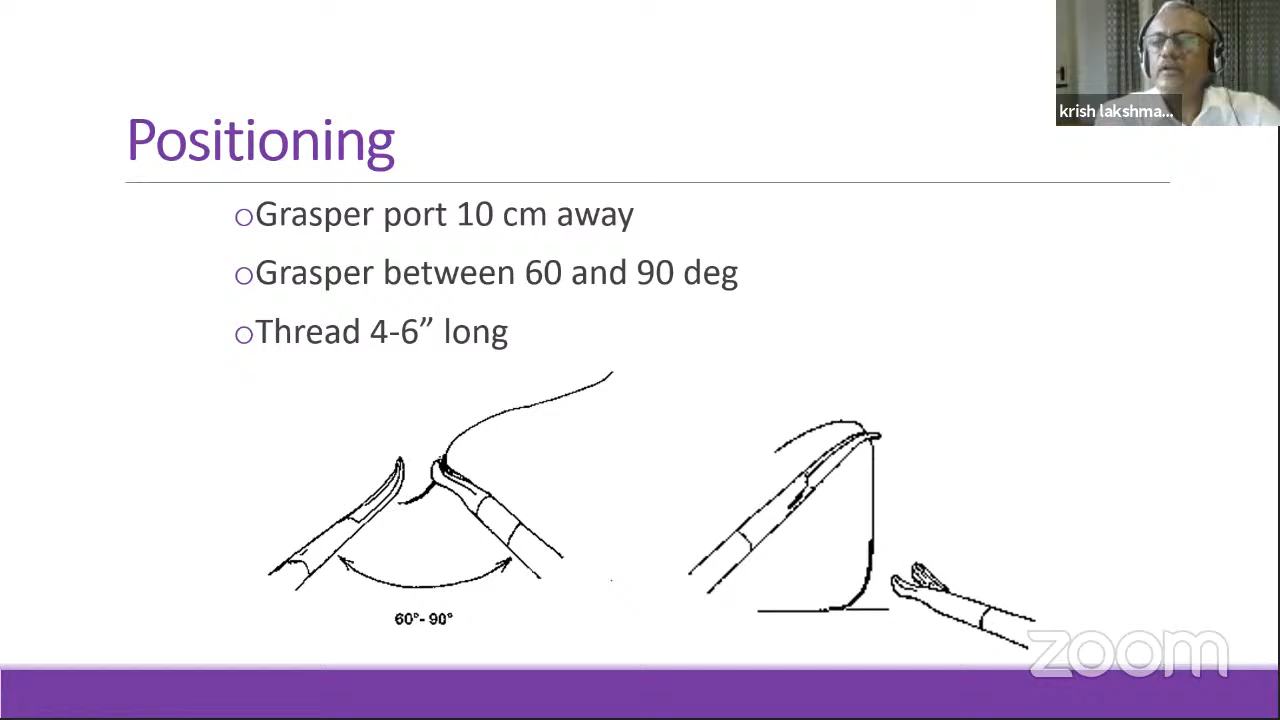 krish lakshma...
Positioning
Grasper port 10 cm away
Grasper between 60 and 90 deg
Thread 4-6” long
60°- 90°
zoom